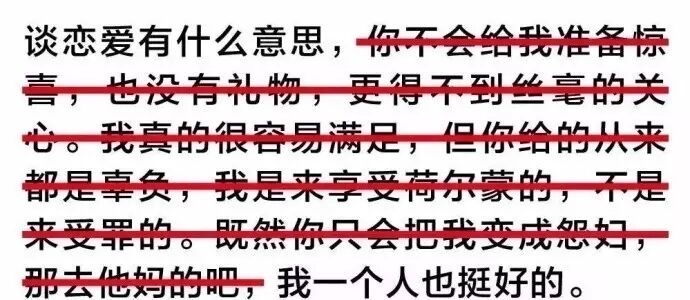 谈恋爱有什么意思，你不会给我准备惊
喜，也没有礼物，更得不到丝毫的关
心。我真的很容易满足，但你给的从来
都是辜负，我是来享受荷尔蒙的，不是
来受罪的。既然你只会把我变成怨妇，
那去他妈的吧，我一个人也挺好的。